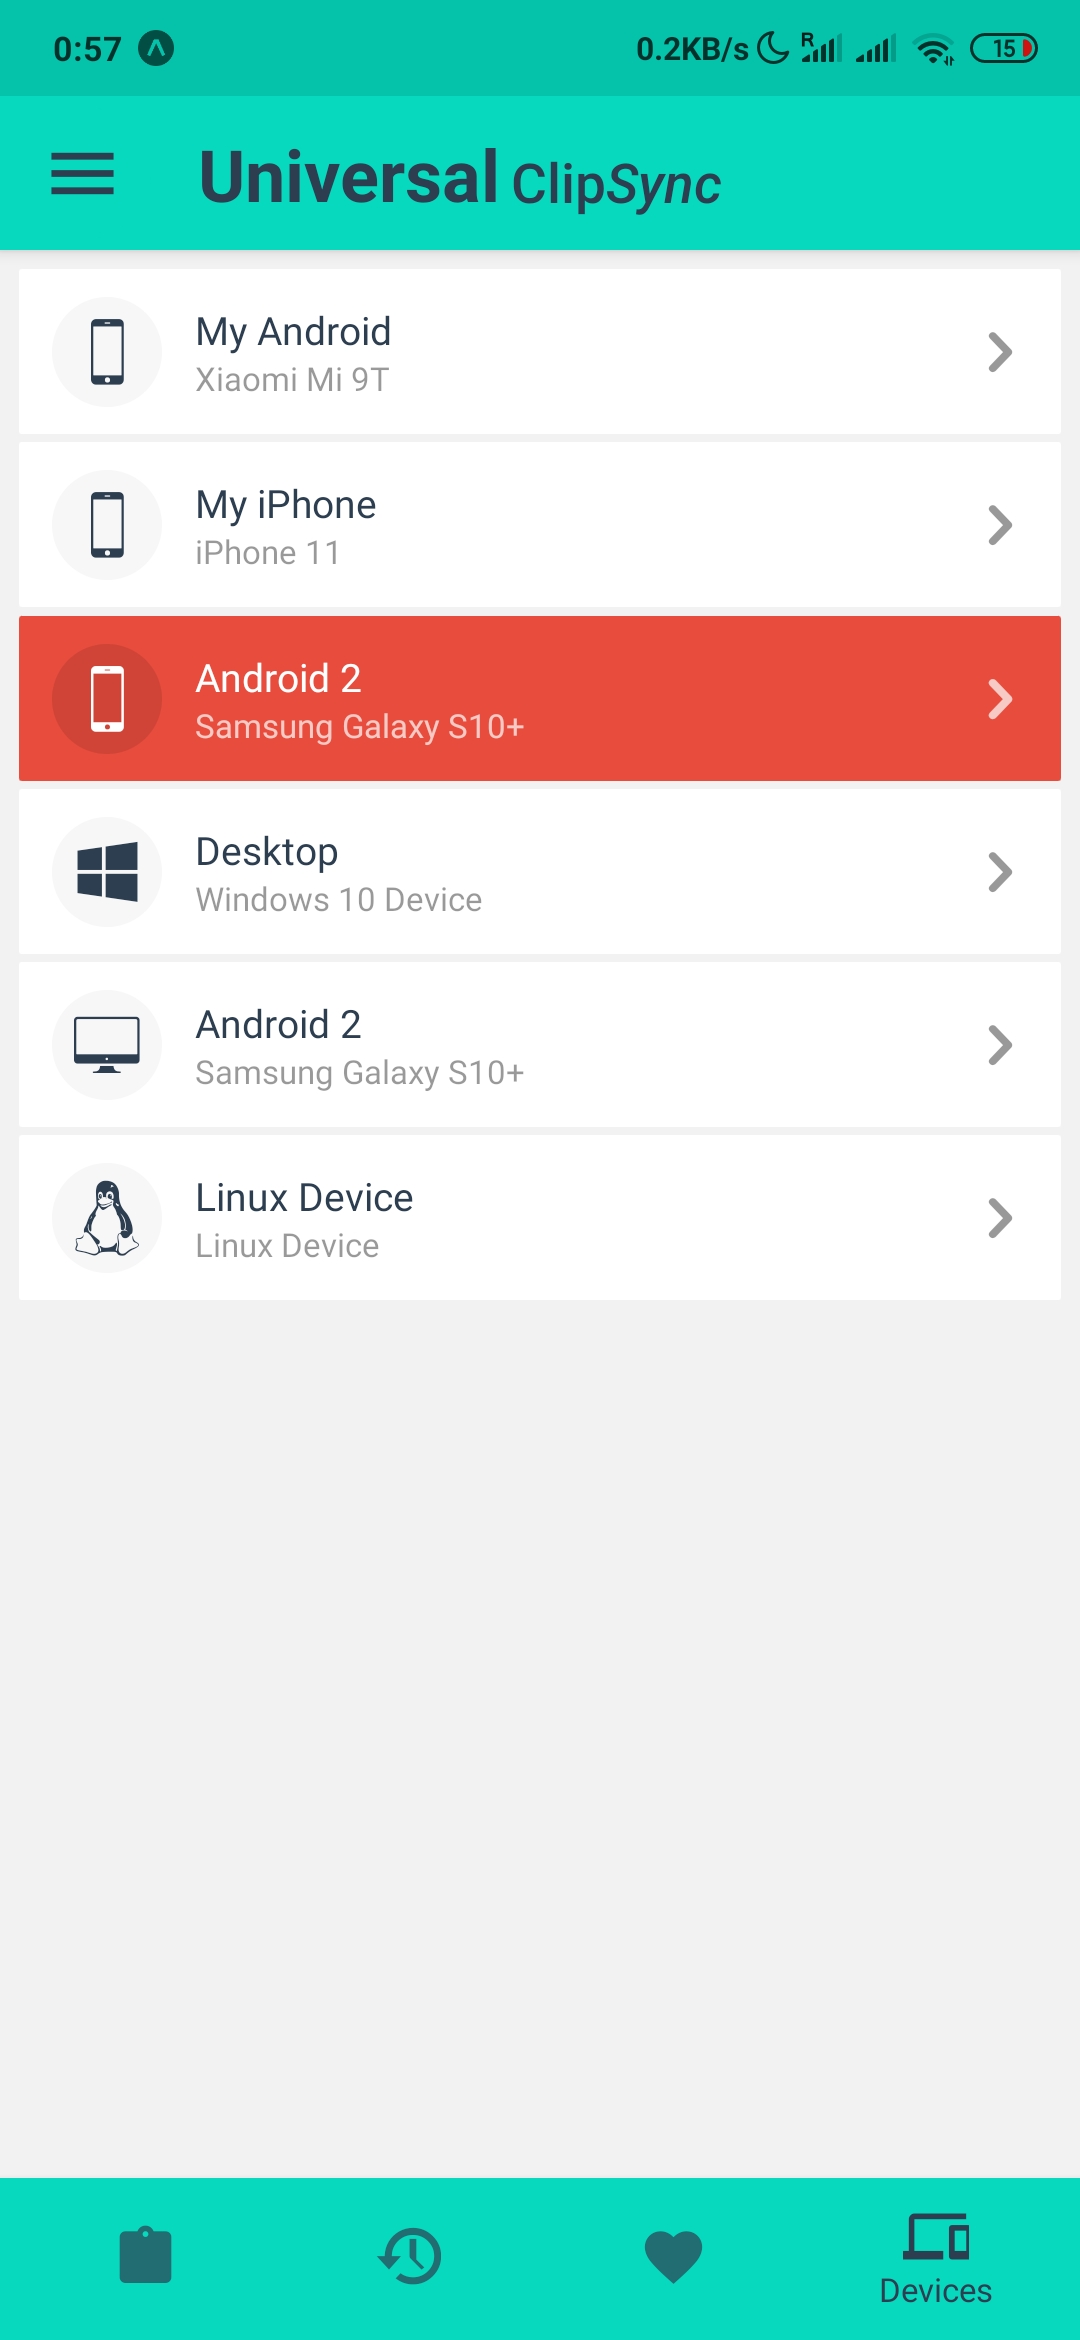 0:57 0.2KB/s R 15
Universal ClipSync
My Android
Xiaomi Mi 9T
My iPhone
iPhone 11
Android 2
Samsung Galaxy S10+
Desktop
Windows 10 Device
Android 2
Samsung Galaxy S10+
Linux Device
Linux Device
Devices